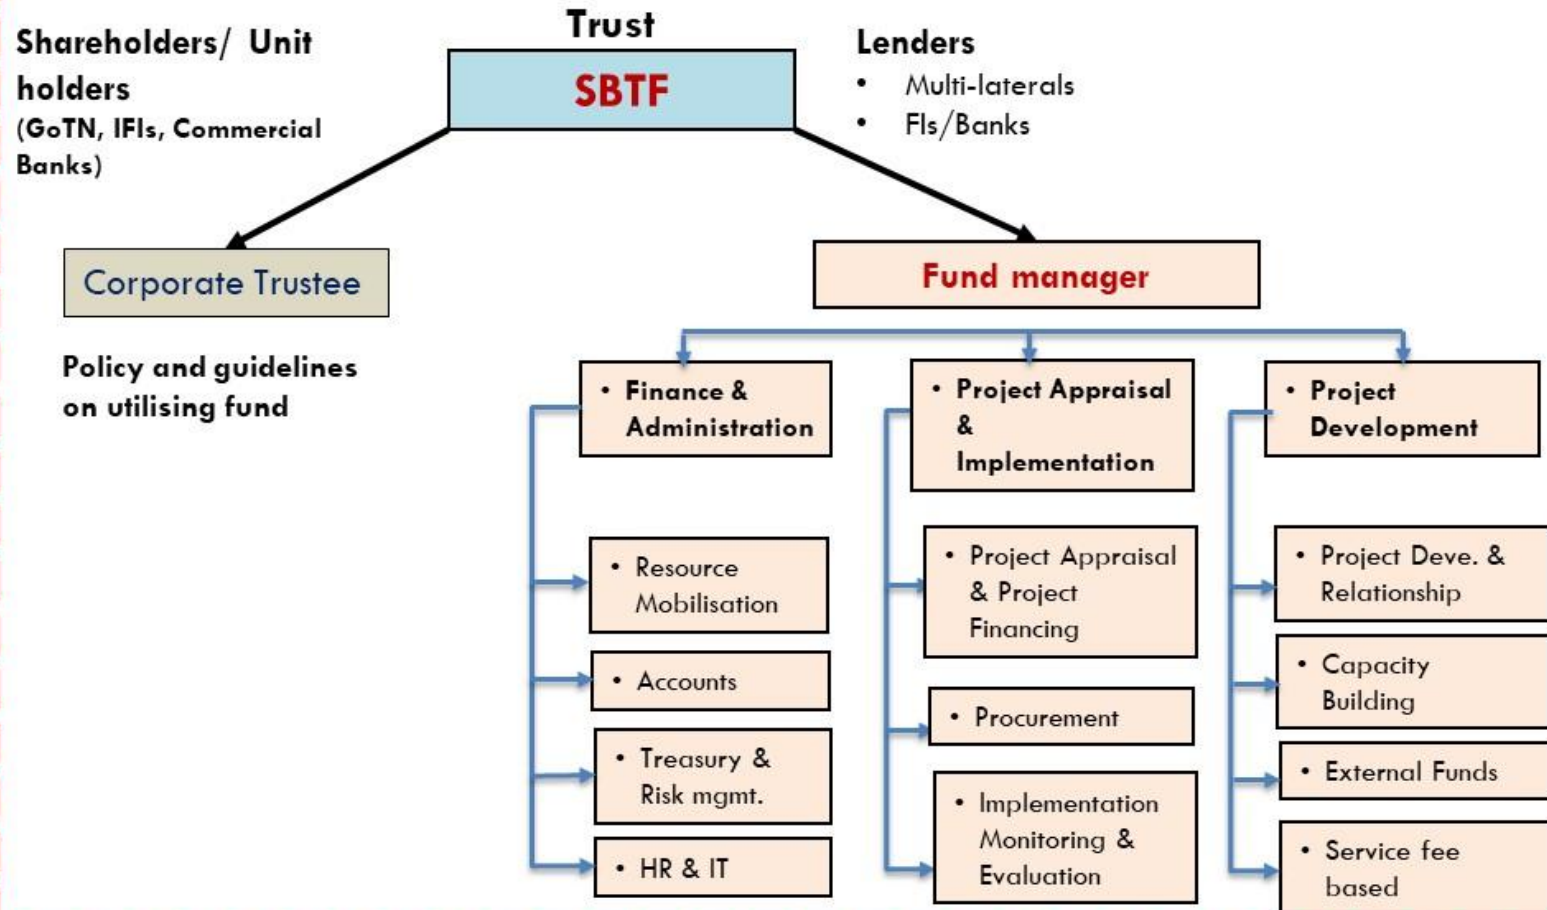 Trust
SBTF
Shareholders/ Unit
holders
(GoTN, IFIs, Commercial
Banks)
Lenders
• Multi-laterals
• FIs/Banks
Corporate Trustee
Policy and guidelines
on utilising fund
Fund manager
• Finance &
Administration
• Resource
Mobilisation
• Accounts
• Treasury &
Risk mgmt.
• HR & IT
• Project Appraisal
&
Implementation
• Project Appraisal
& Project
Financing
• Procurement
• Implementation
Monitoring &
Evaluation
• Project
Development
• Project Deve. &
Relationship
• Capacity
Building
• External Funds
• Service fee
based